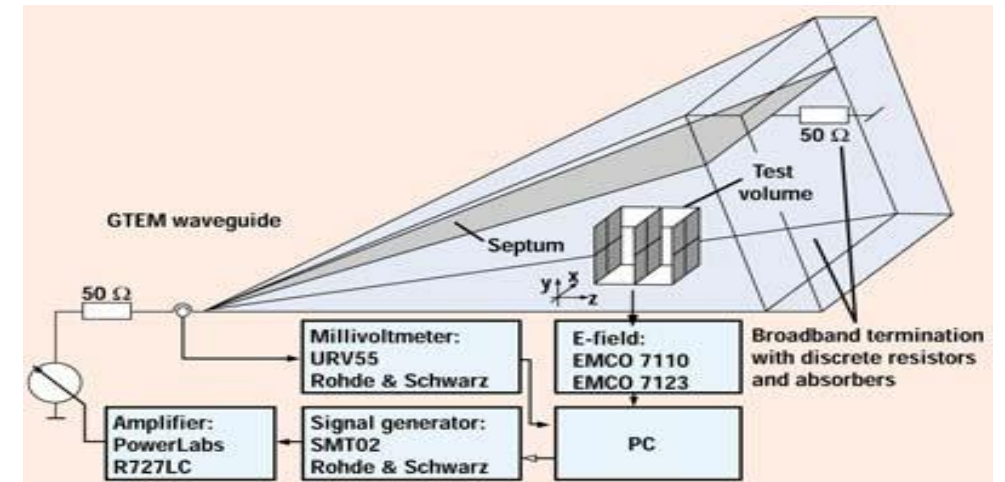 50 Ω
Test
volume
GTEM waveguide
Septum
y x z
50 Ω
Millivoltmeter:
URV55
Rohde & Schwarz
E-field:
EMCO 7110
EMCO 7123
Broadband termination
with discrete resistors
and absorbers
Amplifier:
PowerLabs
R727LC
Signal generator:
SMT02
Rohde & Schwarz
PC